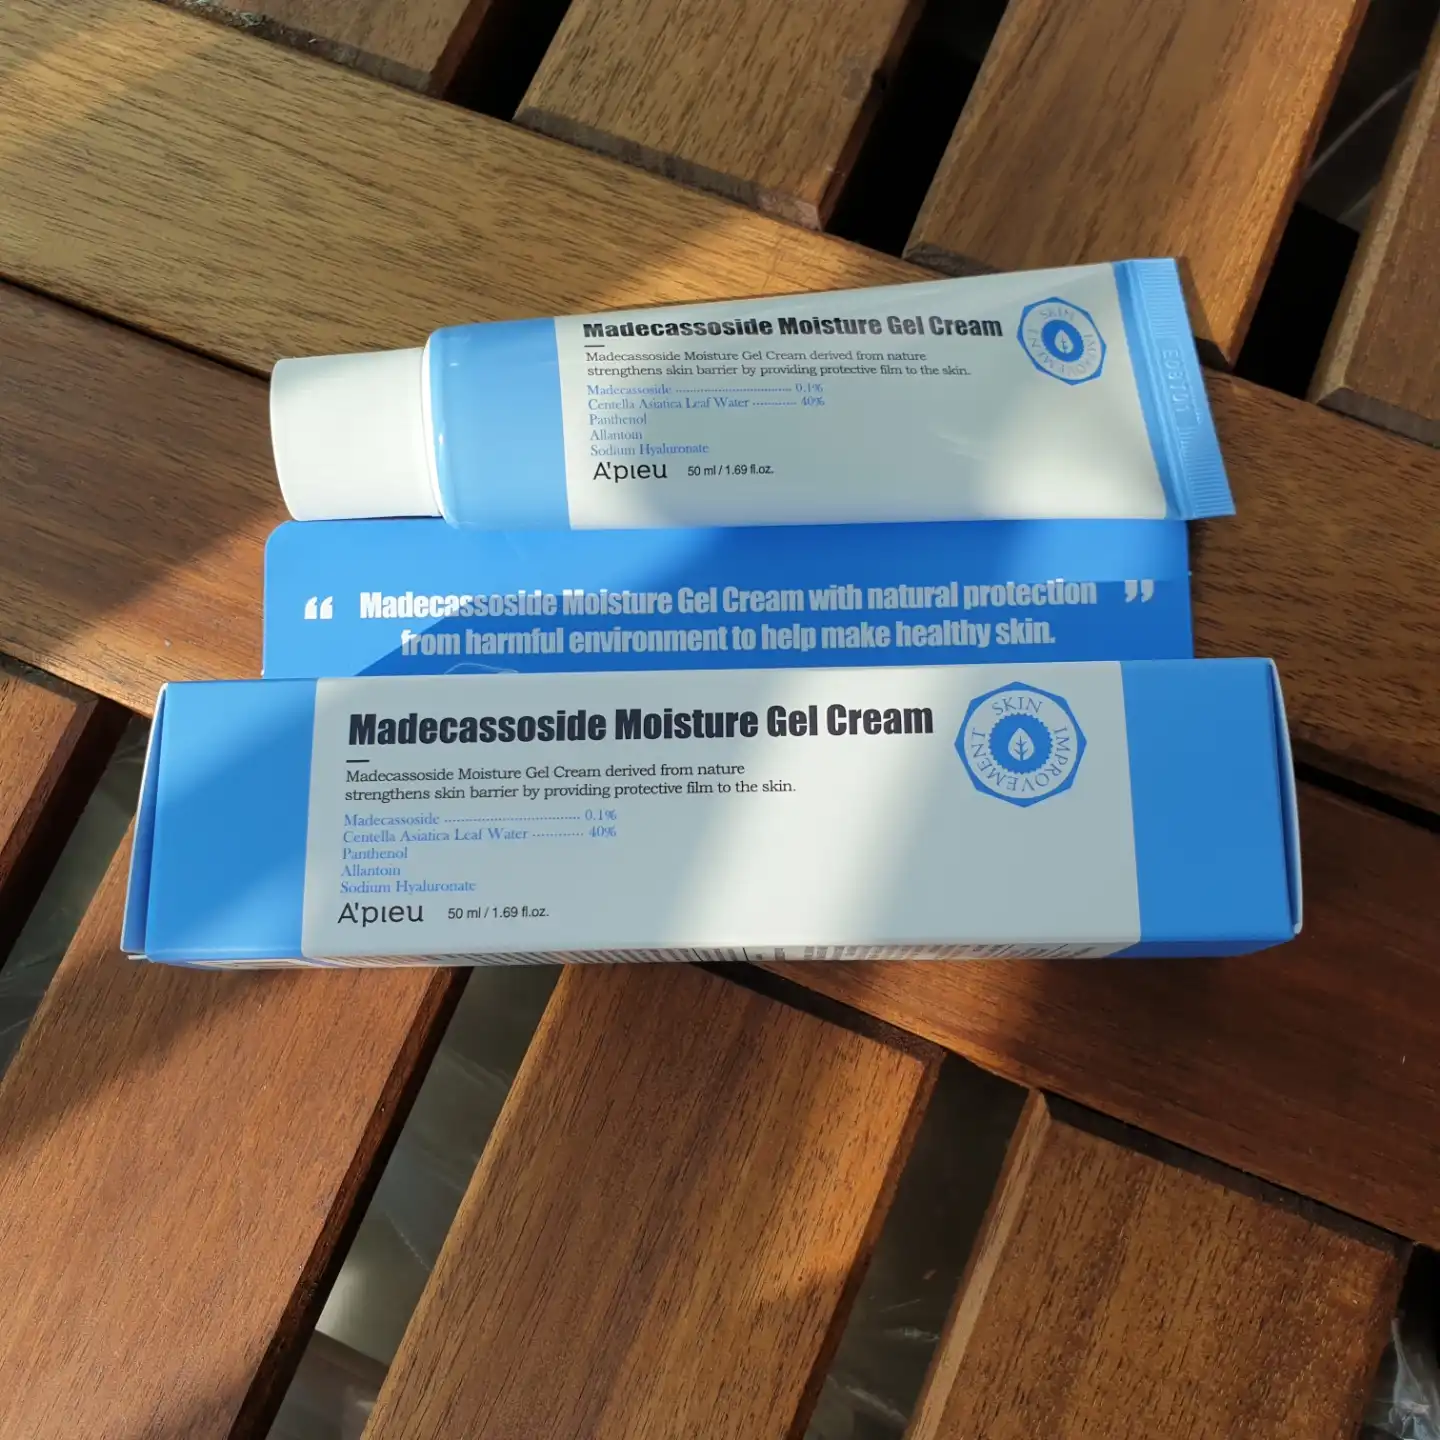 Madecassoside Moisture Gel Cream
Madecassoside Moisture Gel Cream derived from nature
strengthens skin barrier by providing protective film to the skin.
Madecassoside ................................ 0.1%
Centella Asiatica Leaf Water ............ 40%
Panthenol
Allantoin
Sodium Hyaluronate
A'pieu 50 ml / 1.69 fl.oz.
SKIN IMPROVEMENT
“ Madecassoside Moisture Gel Cream with natural protection ”
from harmful environment to help make healthy skin.
Madecassoside Moisture Gel Cream
Madecassoside Moisture Gel Cream derived from nature
strengthens skin barrier by providing protective film to the skin.
Madecassoside ................................ 0.1%
Centella Asiatica Leaf Water ............ 40%
Panthenol
Allantoin
Sodium Hyaluronate
A'pieu 50 ml / 1.69 fl.oz.
SKIN IMPROVEMENT